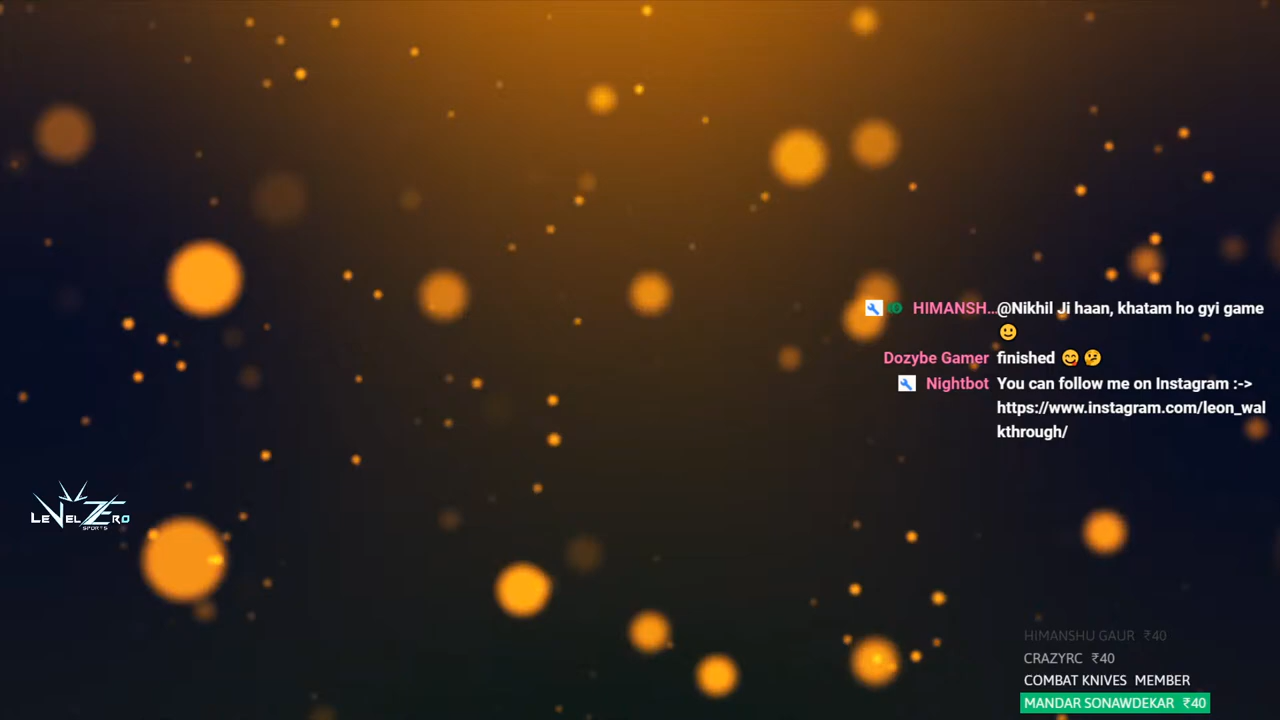 HIMANSH… @Nikhil Ji haan, khatam ho gyi game
Dozybe Gamer finished
Nightbot You can follow me on Instagram :->
https://www.instagram.com/leon_wal
kthrough/
LeVel ZEro
SPORTS
HIMANSHU GAUR ₹40
CRAZYRC ₹40
COMBAT KNIVES MEMBER
MANDAR SONAWDEKAR ₹40